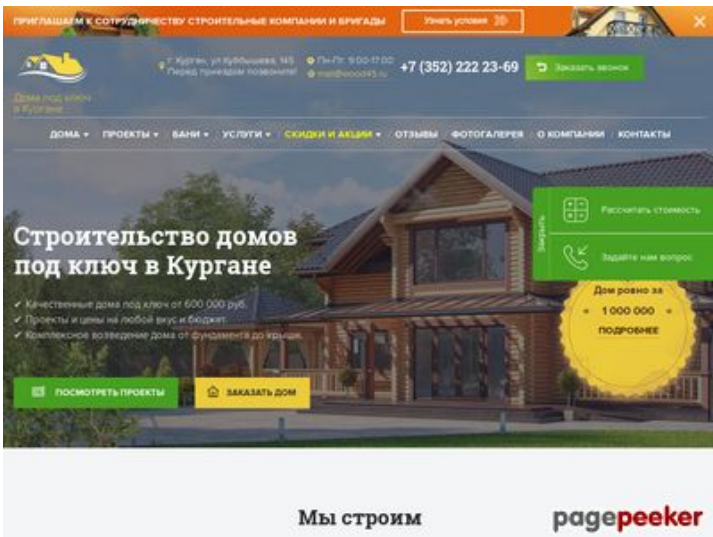 ПРИГЛАШАЕМ К СОТРУДНИЧЕСТВУ СТРОИТЕЛЬНЫЕ КОМПАНИИ И БРИГАДЫ
Узнать условия
Дома под ключ
в Кургане
г. Курган, ул.Куйбышева, 145
Перед приездом позвоните!
Пн-Пт: 9:00-17:00
mail@wood45.ru
+7 (352) 222 23-69
Заказать звонок
ДОМА ПРОЕКТЫ БАНИ УСЛУГИ СКИДКИ И АКЦИИ ОТЗЫВЫ ФОТОГАЛЕРЕЯ О КОМПАНИИ КОНТАКТЫ
Закрыть
Рассчитать стоимость
Задайте нам вопрос
Строительство домов
под ключ в Кургане
✔ Качественные дома под ключ от 600 000 руб.
✔ Проекты и цены на любой вкус и бюджет.
✔ Комплексное возведение дома от фундамента до крыши.
Дом ровно за
1 000 000
ПОДРОБНЕЕ
ПОСМОТРЕТЬ ПРОЕКТЫ
ЗАКАЗАТЬ ДОМ
Мы строим
pagepeeker